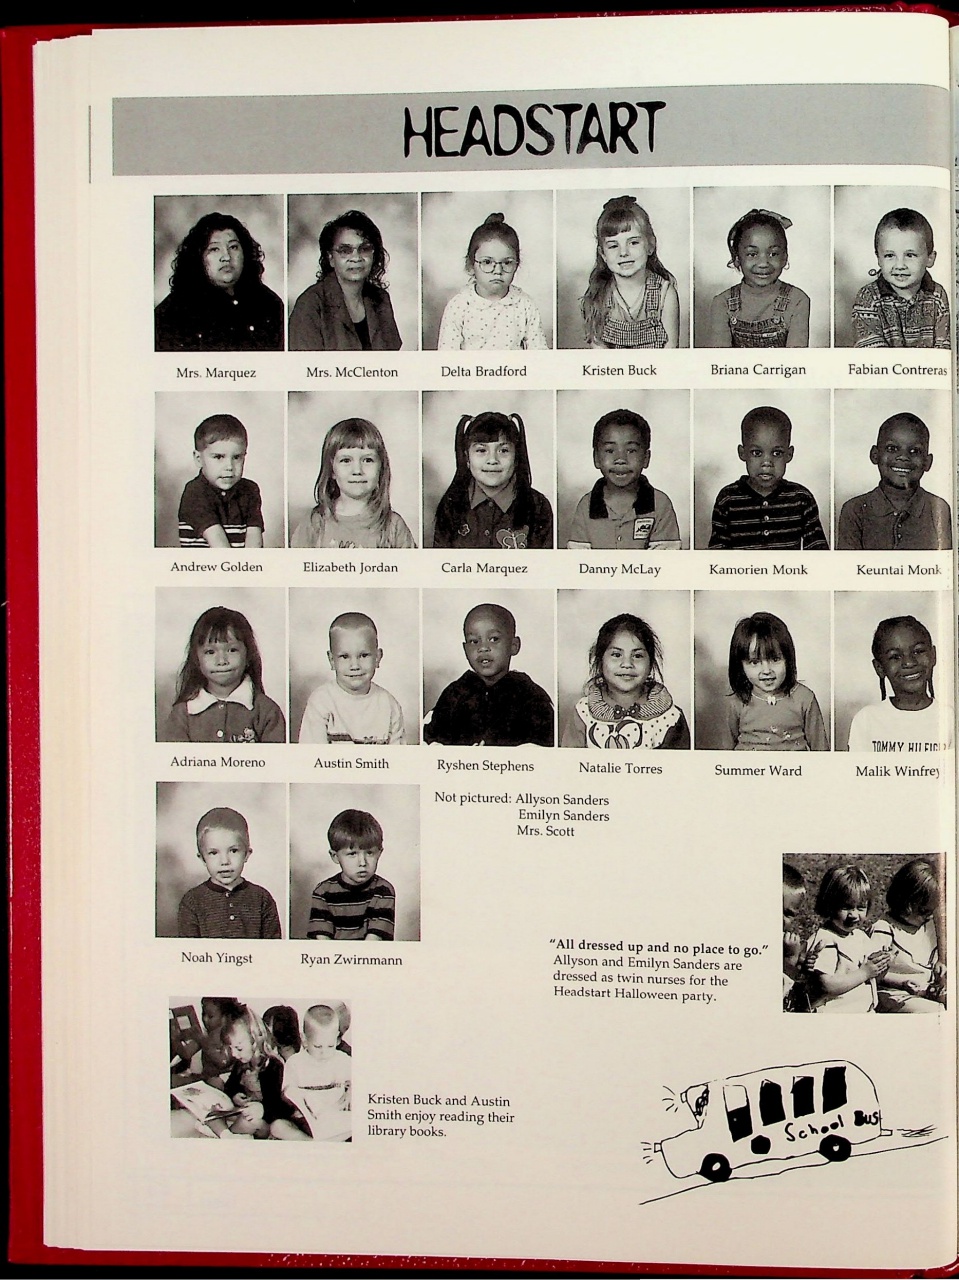 HEADSTART
Mrs. Marquez
Mrs. McClenton
Delta Bradford
Kristen Buck
Briana Carrigan
Fabian Contreras
Andrew Golden
Elizabeth Jordan
Carla Marquez
Danny McLay
Kamorien Monk
Keuntai Monk
TOMMY HILFIG
Adriana Moreno
Austin Smith
Ryshen Stephens
Natalie Torres
Summer Ward
Malik Winfrey
Not pictured: Allyson Sanders
Emilyn Sanders
Mrs. Scott
Noah Yingst
Ryan Zwirnmann
"All dressed up and no place to go."
Allyson and Emilyn Sanders are
dressed as twin nurses for the
Headstart Halloween party.
Kristen Buck and Austin
Smith enjoy reading their
library books.
School Bus